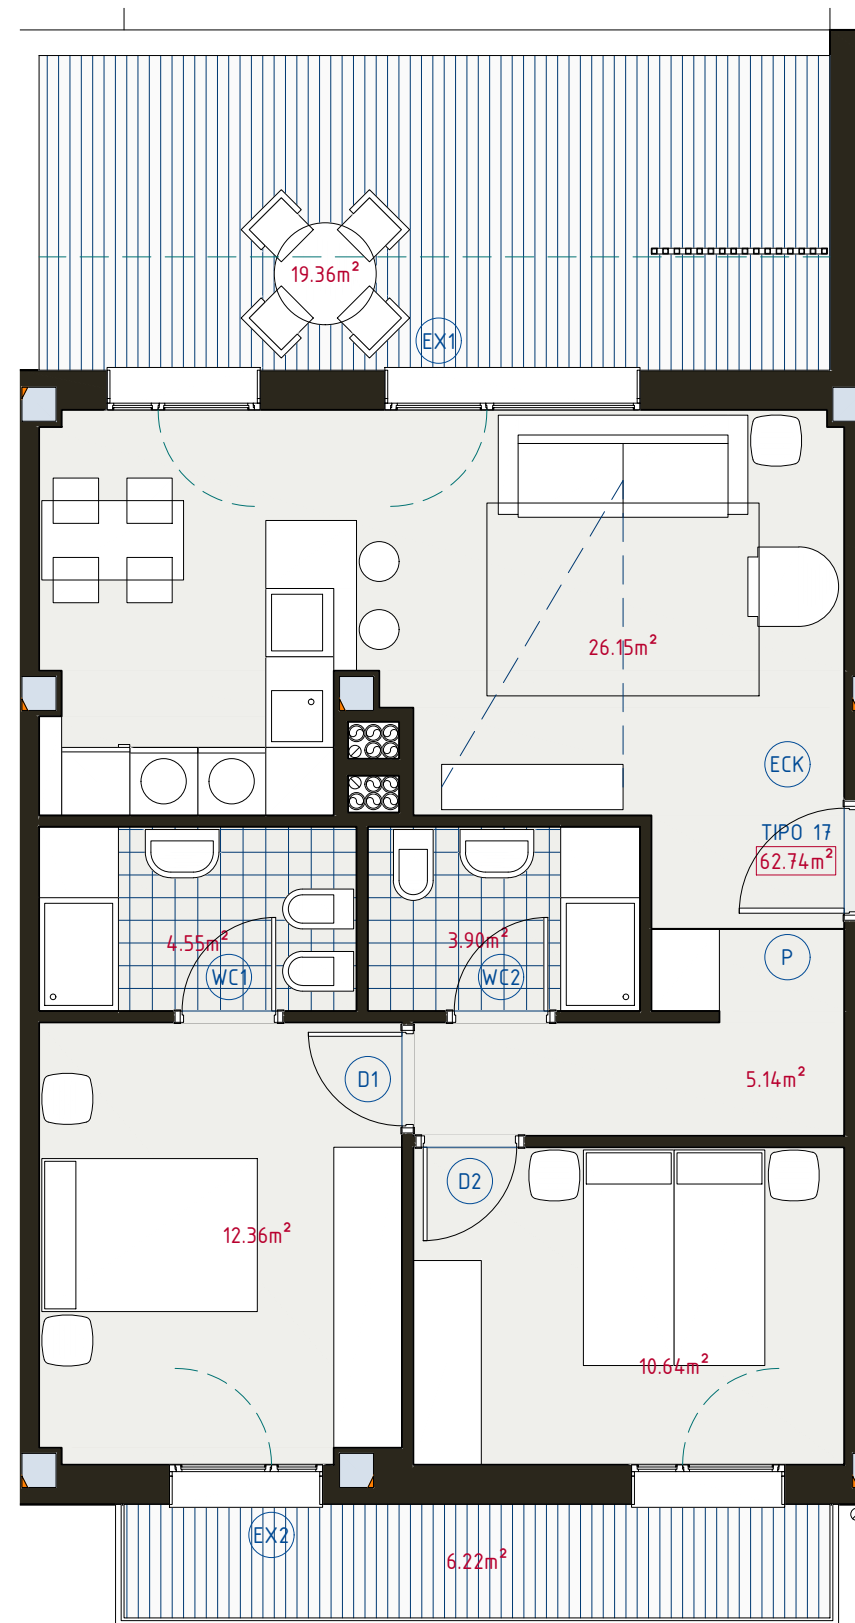 19.36m²
EX1
26.15m²
ECK
TIPO 17
62.74m²
4.55m²
3.90m²
WC1
WC2
P
D1
5.14m²
D2
12.36m²
10.64m²
EX2
6.22m²